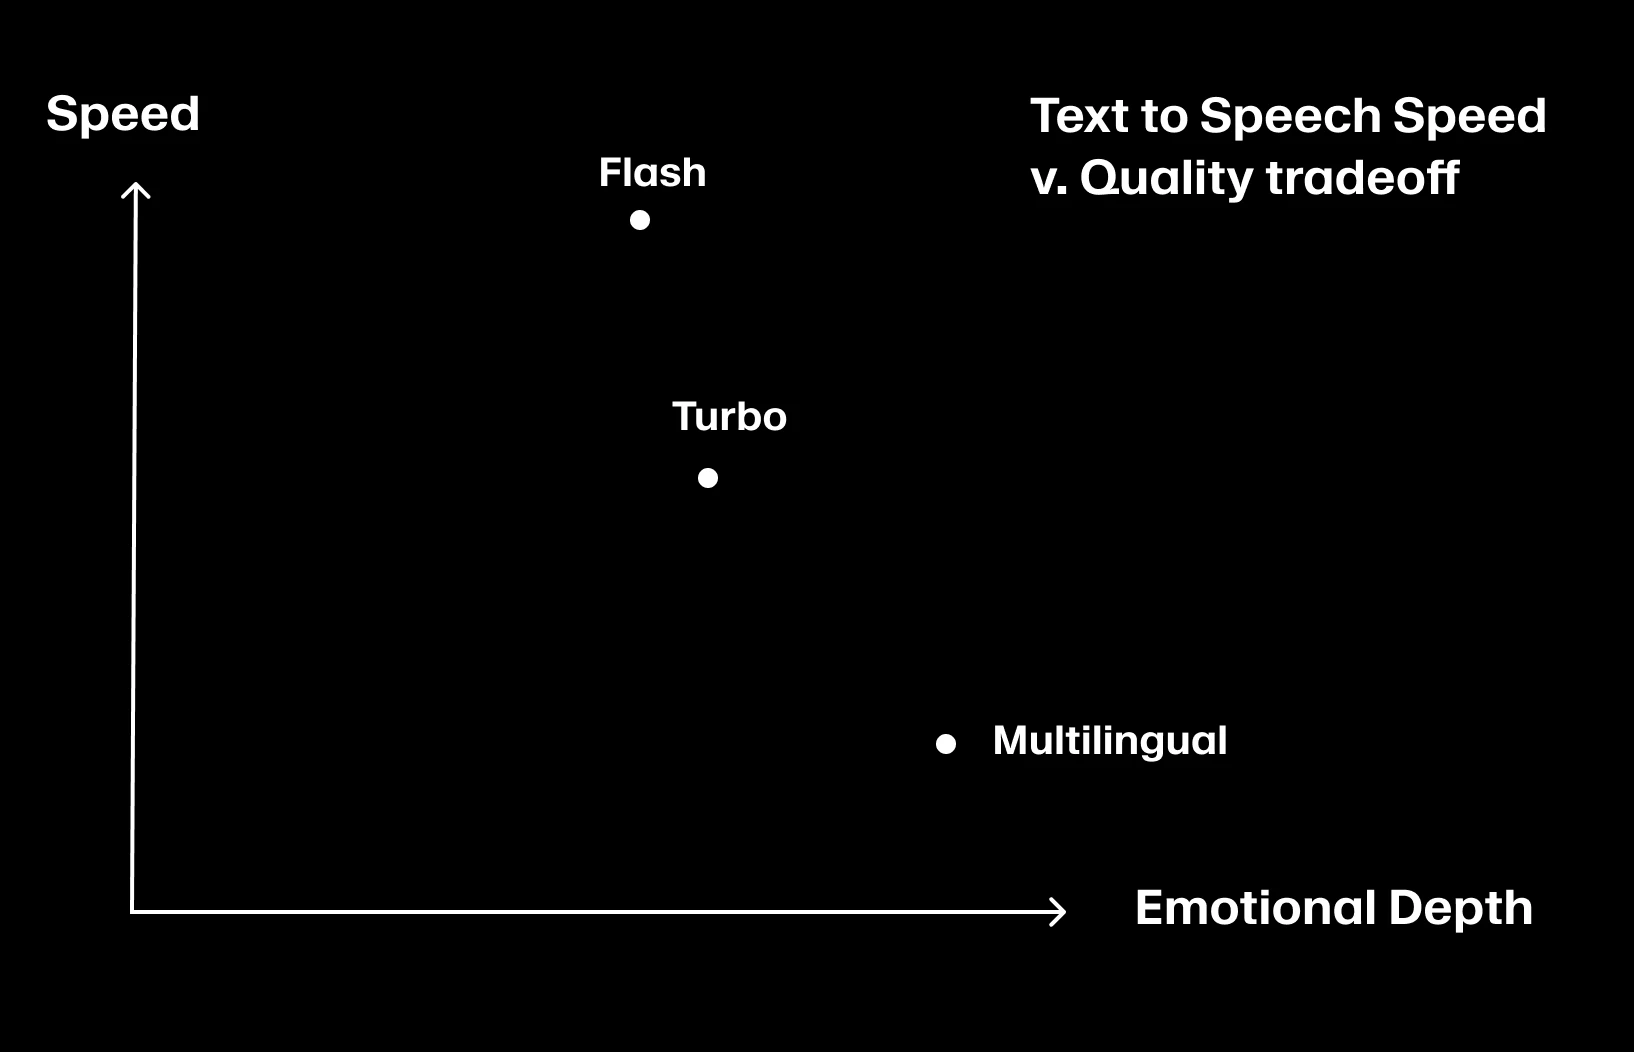 Speed
Text to Speech Speed
v. Quality tradeoff
Flash
Turbo
Multilingual
Emotional Depth